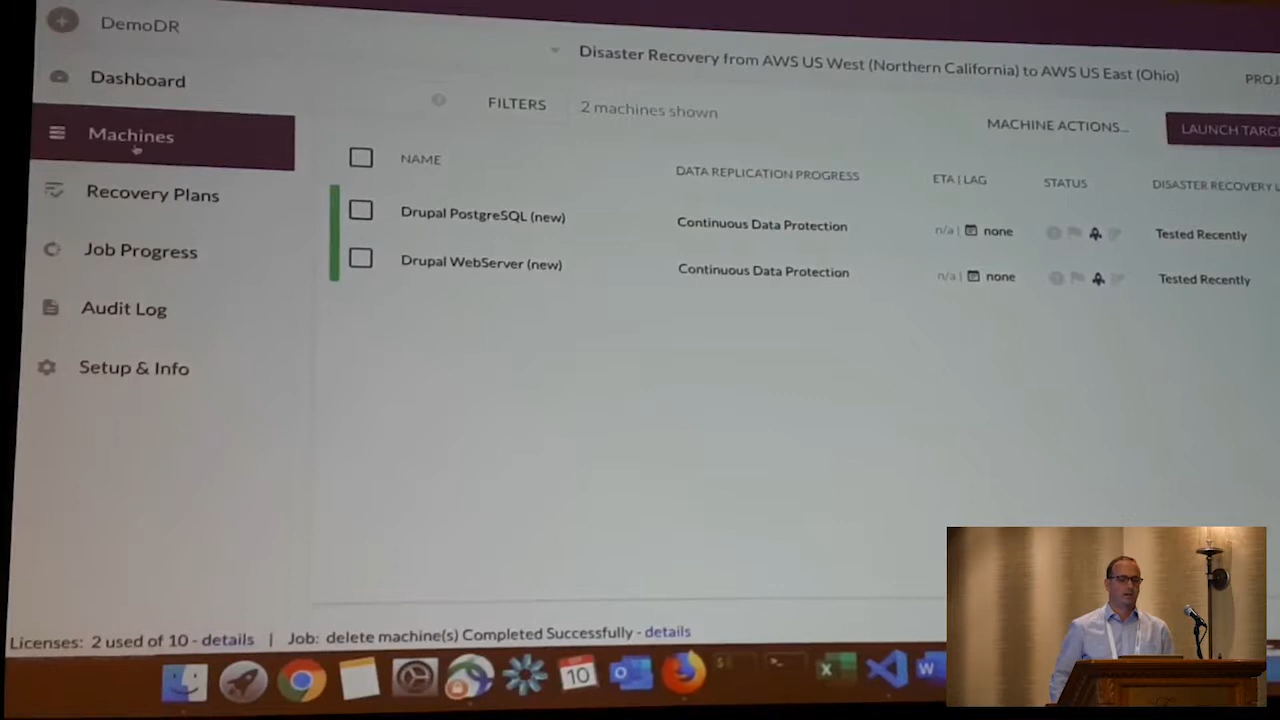 DemoDR
Disaster Recovery from AWS US West (Northern California) to AWS US East (Ohio)
Dashboard
FILTERS
2 machines shown
MACHINE ACTIONS...
Machines
NAME
DATA REPLICATION PROGRESS
ETA | LAG
STATUS
DISASTER RECOVERY
Recovery Plans
Drupal PostgreSQL (new)
Continuous Data Protection
n/a | none
Tested Recently
Job Progress
Drupal WebServer (new)
Continuous Data Protection
n/a | none
Tested Recently
Audit Log
Setup & Info
Licenses: 2 used of 10 - details | Job: delete machine(s) Completed Successfully - details
10